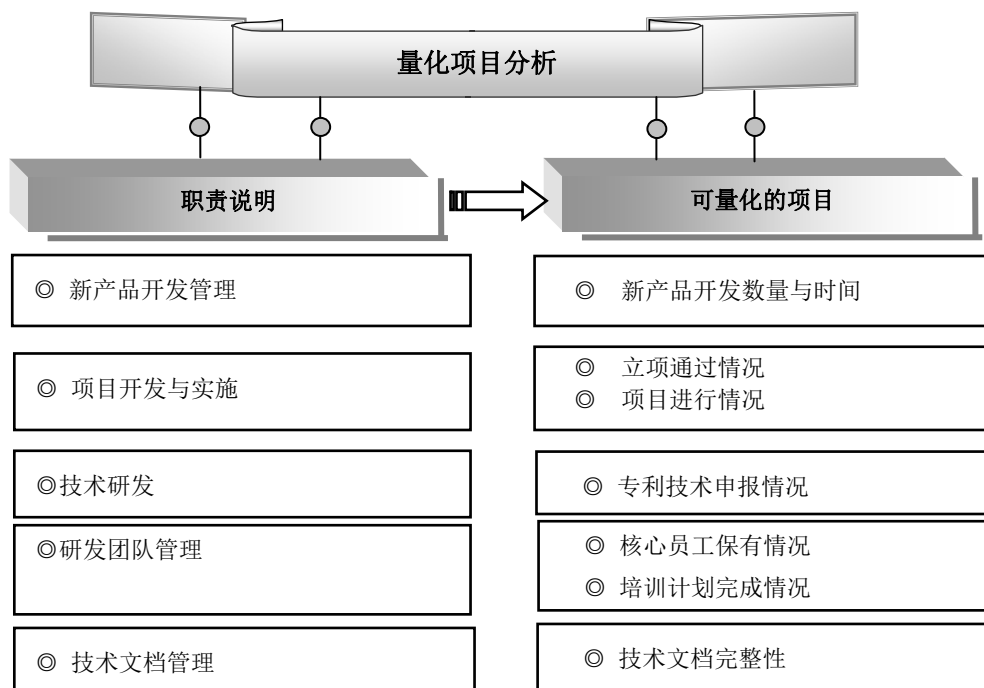 量化项目分析
职责说明
可量化的项目
◎ 新产品开发管理
◎ 新产品开发数量与时间
◎ 项目开发与实施
◎ 立项通过情况
◎ 项目进行情况
◎技术研发
◎ 专利技术申报情况
◎研发团队管理
◎ 核心员工保有情况
◎ 培训计划完成情况
◎ 技术文档管理
◎ 技术文档完整性